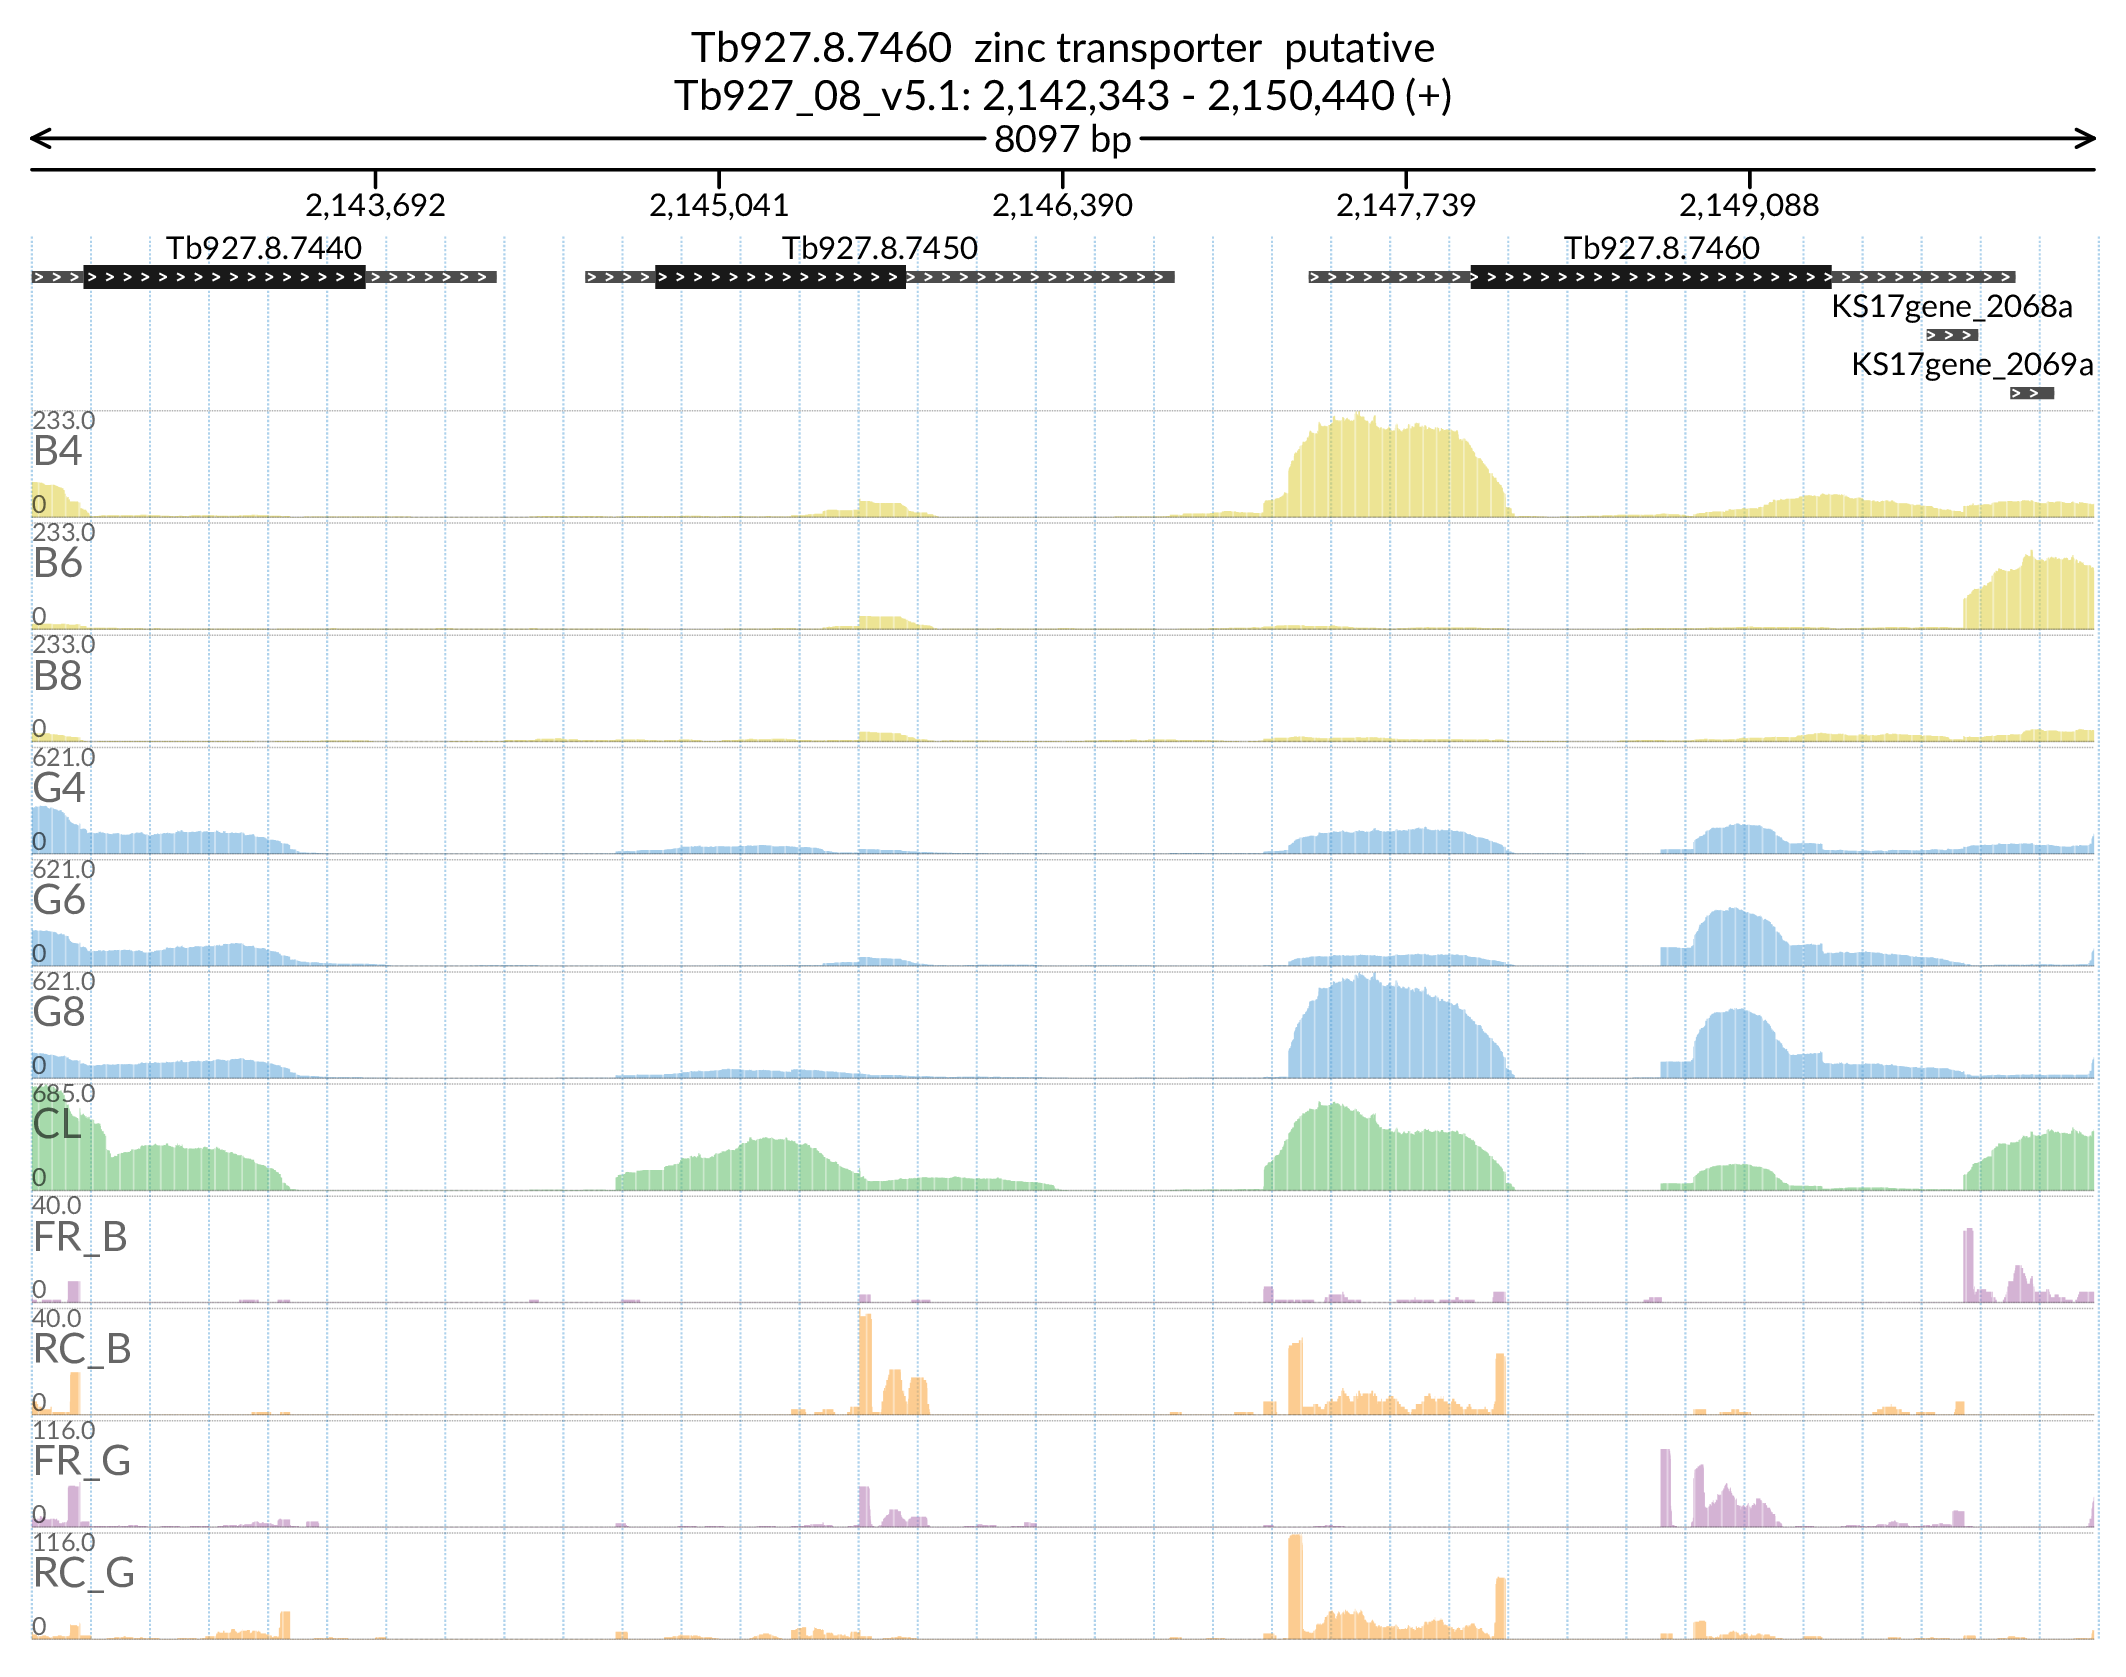 Tb927.8.7460  zinc transporter  putative
Tb927_08_v5.1: 2,142,343 - 2,150,440 (+)
8097 bp
2,143,692 2,145,041 2,146,390 2,147,739 2,149,088
Tb927.8.7440 Tb927.8.7450 Tb927.8.7460
KS17gene_2068a
KS17gene_2069a
233.0
B4
0
233.0
B6
0
233.0
B8
0
621.0
G4
0
621.0
G6
0
621.0
G8
0
685.0
CL
0
40.0
FR_B
0
40.0
RC_B
0
116.0
FR_G
0
116.0
RC_G
0